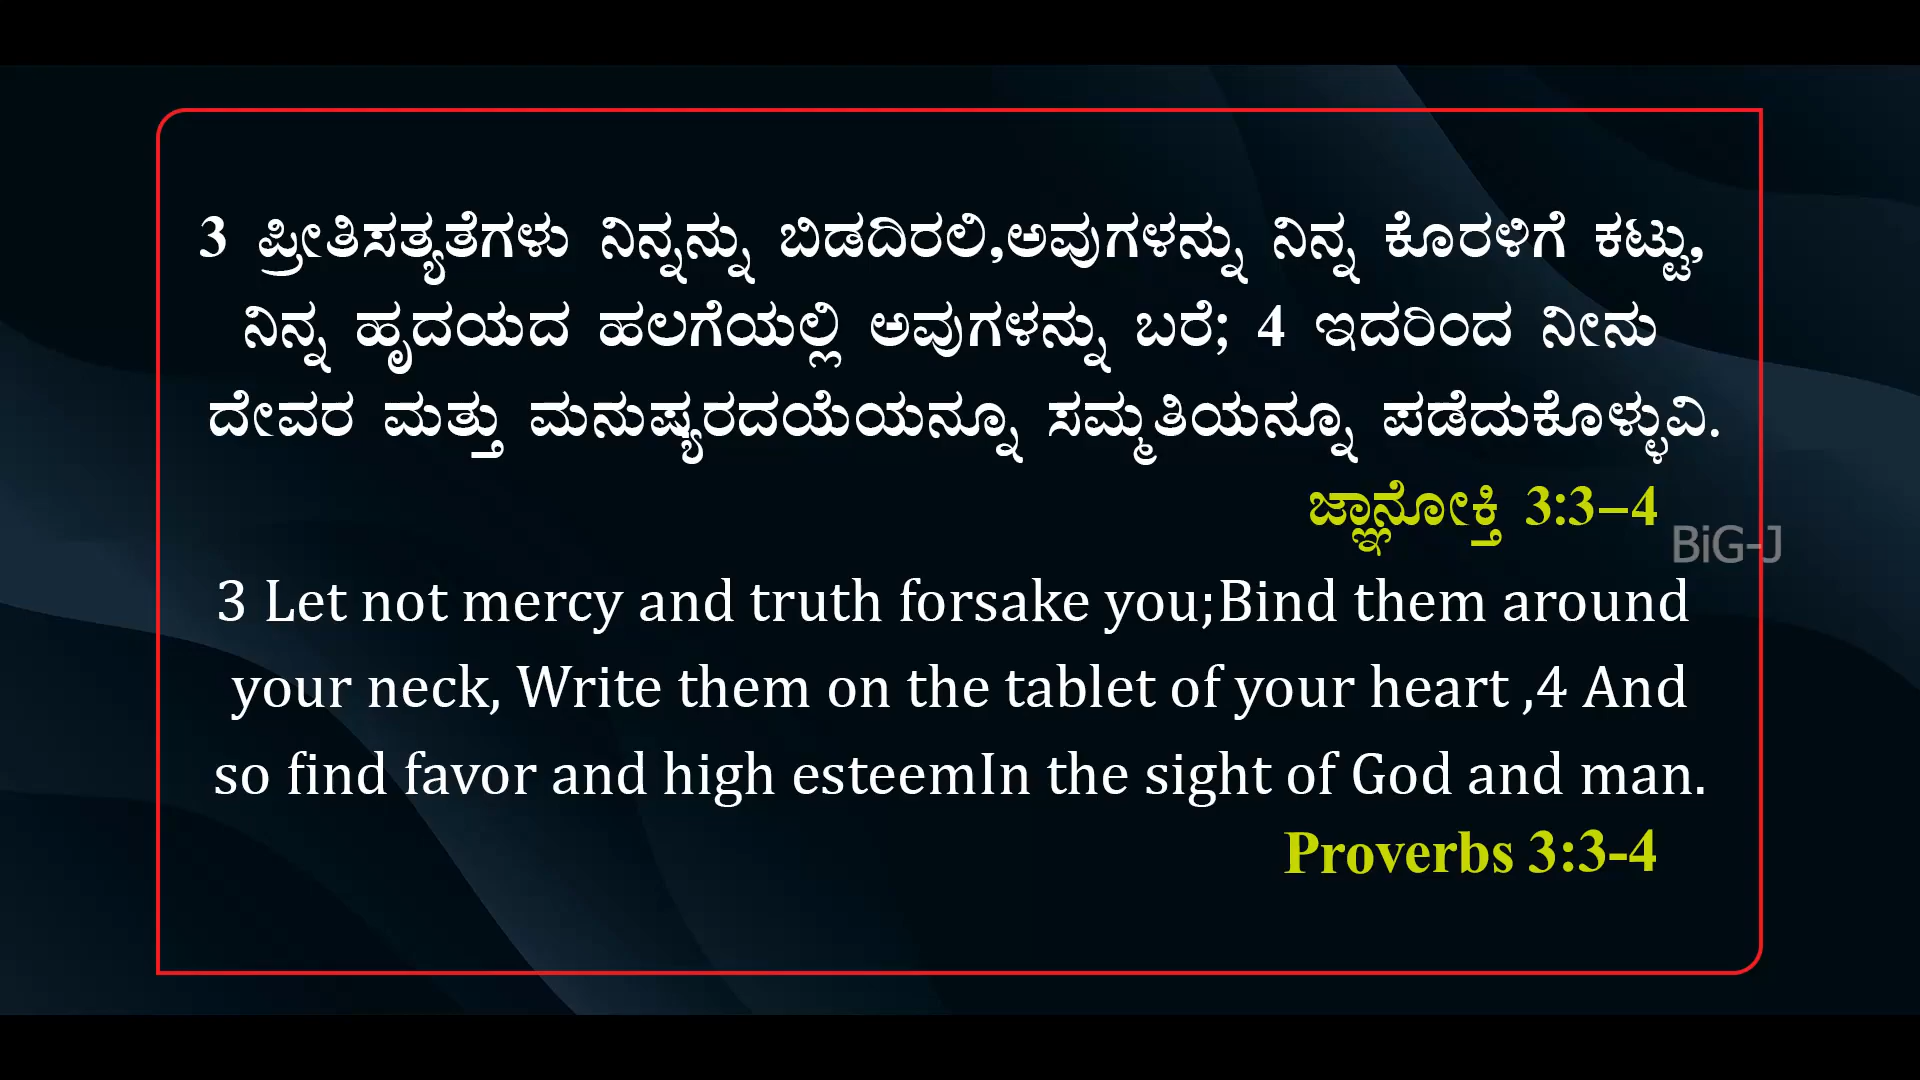 3 ಪ್ರೀತಿಸತ್ಯತೆಗಳು ನಿನ್ನನ್ನು ಬಿಡದಿರಲಿ,ಅವುಗಳನ್ನು ನಿನ್ನ ಕೊರಳಿಗೆ ಕಟ್ಟು,
ನಿನ್ನ ಹೃದಯದ ಹಲಗೆಯಲ್ಲಿ ಅವುಗಳನ್ನು ಬರೆ; 4 ಇದರಿಂದ ನೀನು
ದೇವರ ಮತ್ತು ಮನುಷ್ಯರದಯೆಯನ್ನೂ ಸಮ್ಮತಿಯನ್ನೂ ಪಡೆದುಕೊಳ್ಳುವಿ.
ಜ್ಞಾನೋಕ್ತಿ 3:3–4
BiG-J
3 Let not mercy and truth forsake you;Bind them around
your neck, Write them on the tablet of your heart ,4 And
so find favor and high esteemIn the sight of God and man.
Proverbs 3:3-4